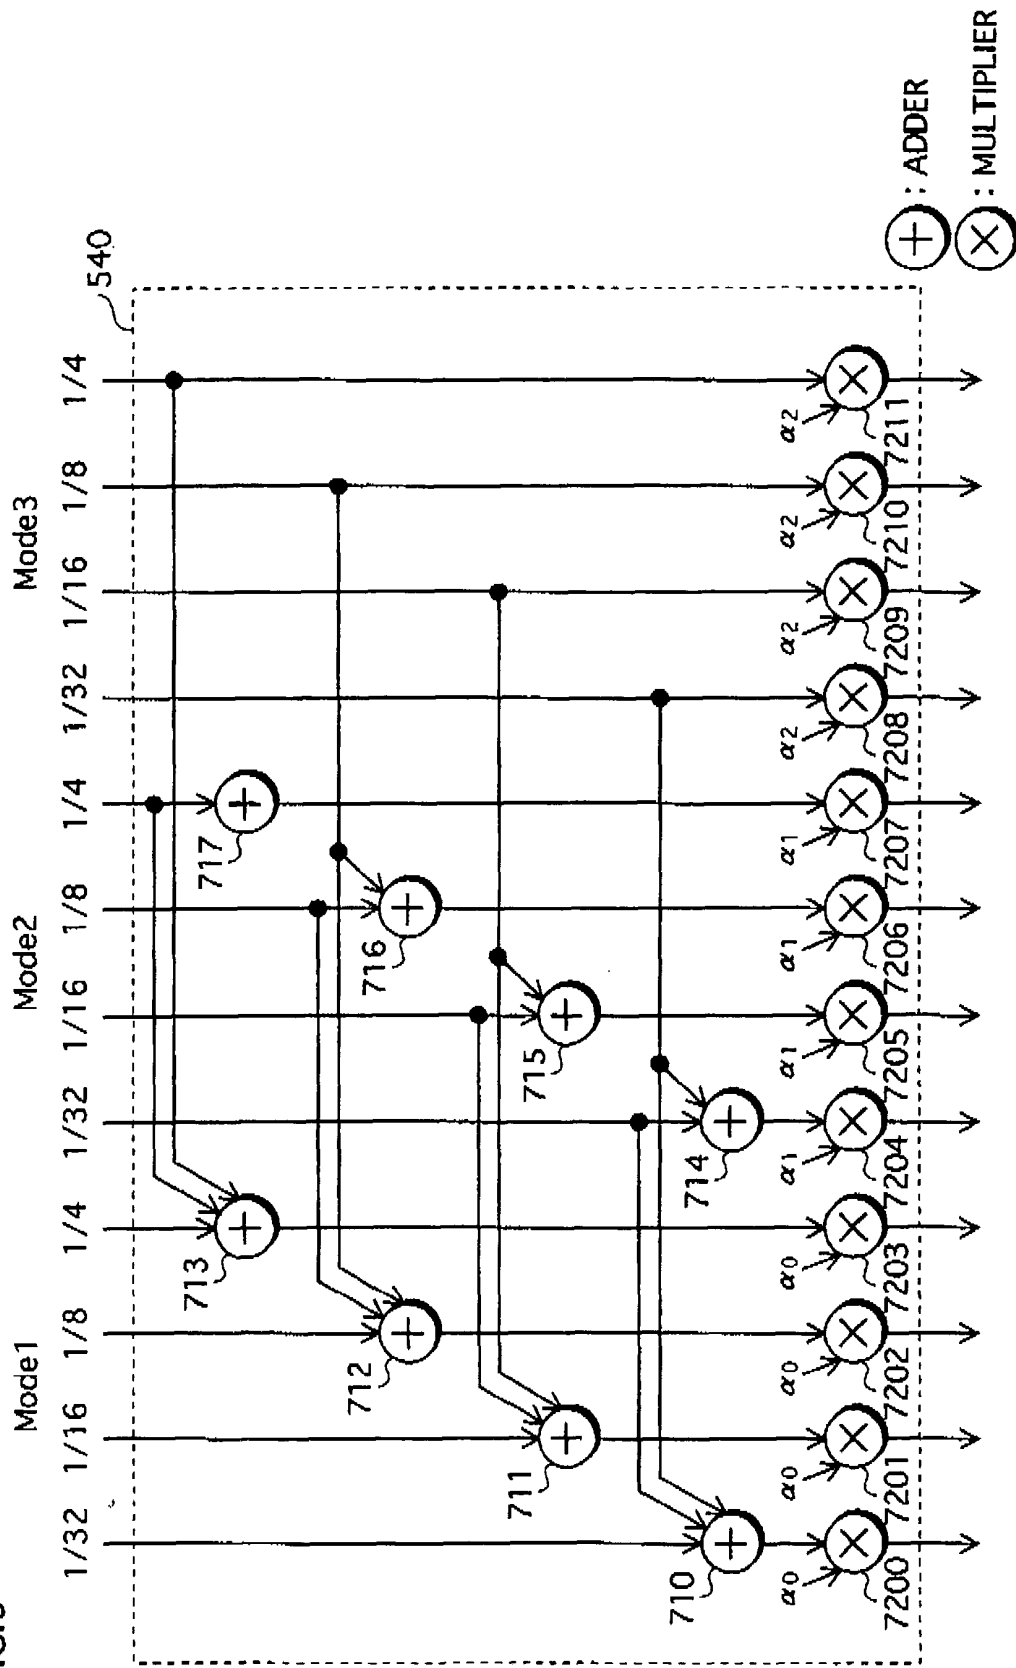 Mode1 Mode2 Mode3
1/32 1/16 1/8 1/4 1/32 1/16 1/8 1/4 1/32 1/16 1/8 1/4
540
713 717
712 716
711 715
710 714
α0 α0 α0 α0 α1 α1 α1 α1 α2 α2 α2 α2
7200 7201 7202 7203 7204 7205 7206 7207 7208 7209 7210 7211
: ADDER
: MULTIPLIER